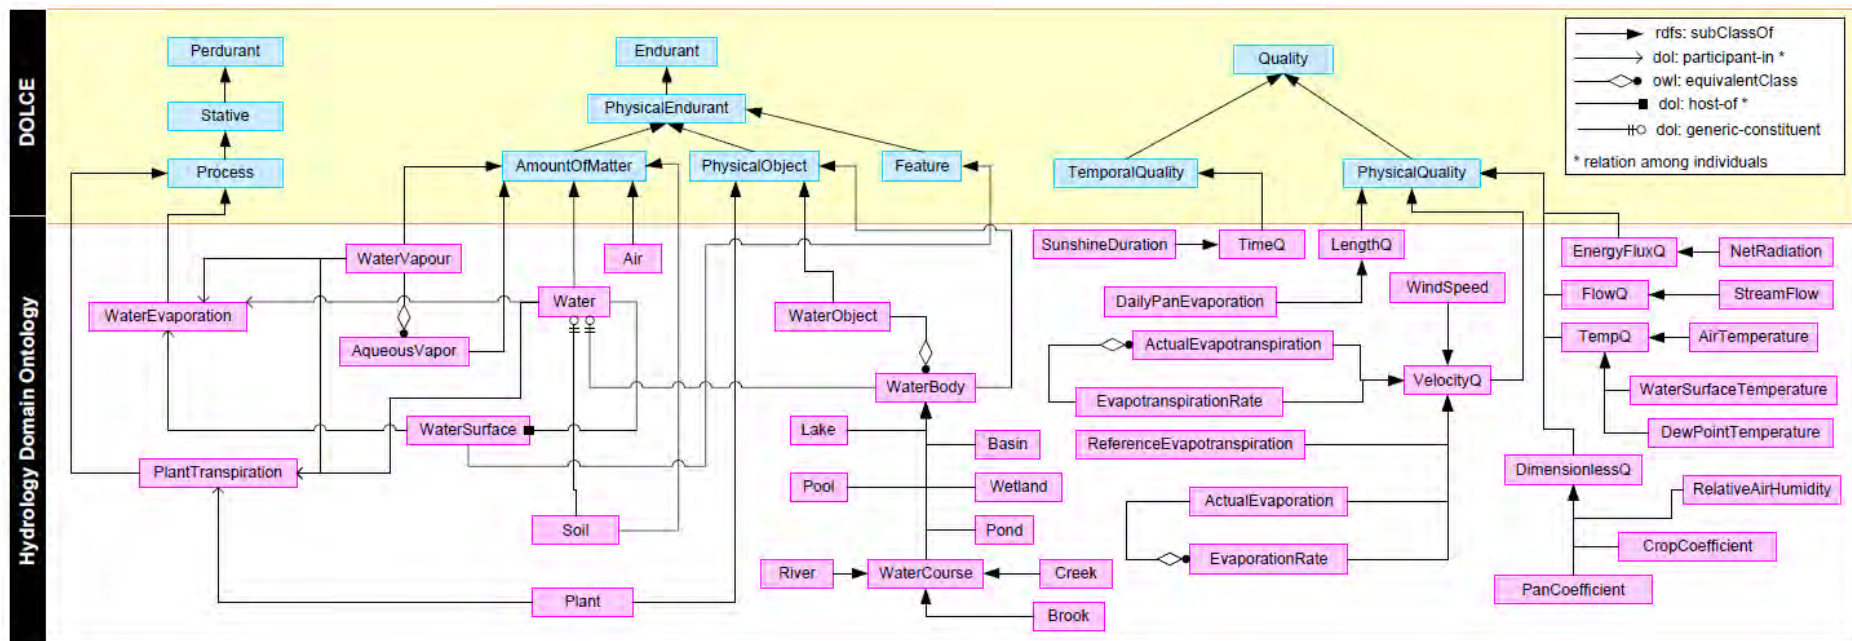 DOLCE
Hydrology Domain Ontology
Perdurant
Stative
Process
Endurant
PhysicalEndurant
AmountOfMatter
PhysicalObject
Feature
Quality
TemporalQuality
PhysicalQuality
rdfs: subClassOf
dol: participant-in *
owl: equivalentClass
dol: host-of *
dol: generic-constituent
* relation among individuals
WaterVapour
Air
WaterEvaporation
Water
WaterObject
AqueousVapor
WaterBody
WaterSurface
Lake
Basin
PlantTranspiration
Pool
Wetland
Soil
Pond
River
WaterCourse
Creek
Plant
Brook
SunshineDuration
TimeQ
LengthQ
EnergyFluxQ
NetRadiation
WindSpeed
DailyPanEvaporation
FlowQ
StreamFlow
ActualEvapotranspiration
TempQ
AirTemperature
VelocityQ
EvapotranspirationRate
WaterSurfaceTemperature
ReferenceEvapotranspiration
DewPointTemperature
DimensionlessQ
ActualEvaporation
RelativeAirHumidity
EvaporationRate
CropCoefficient
PanCoefficient